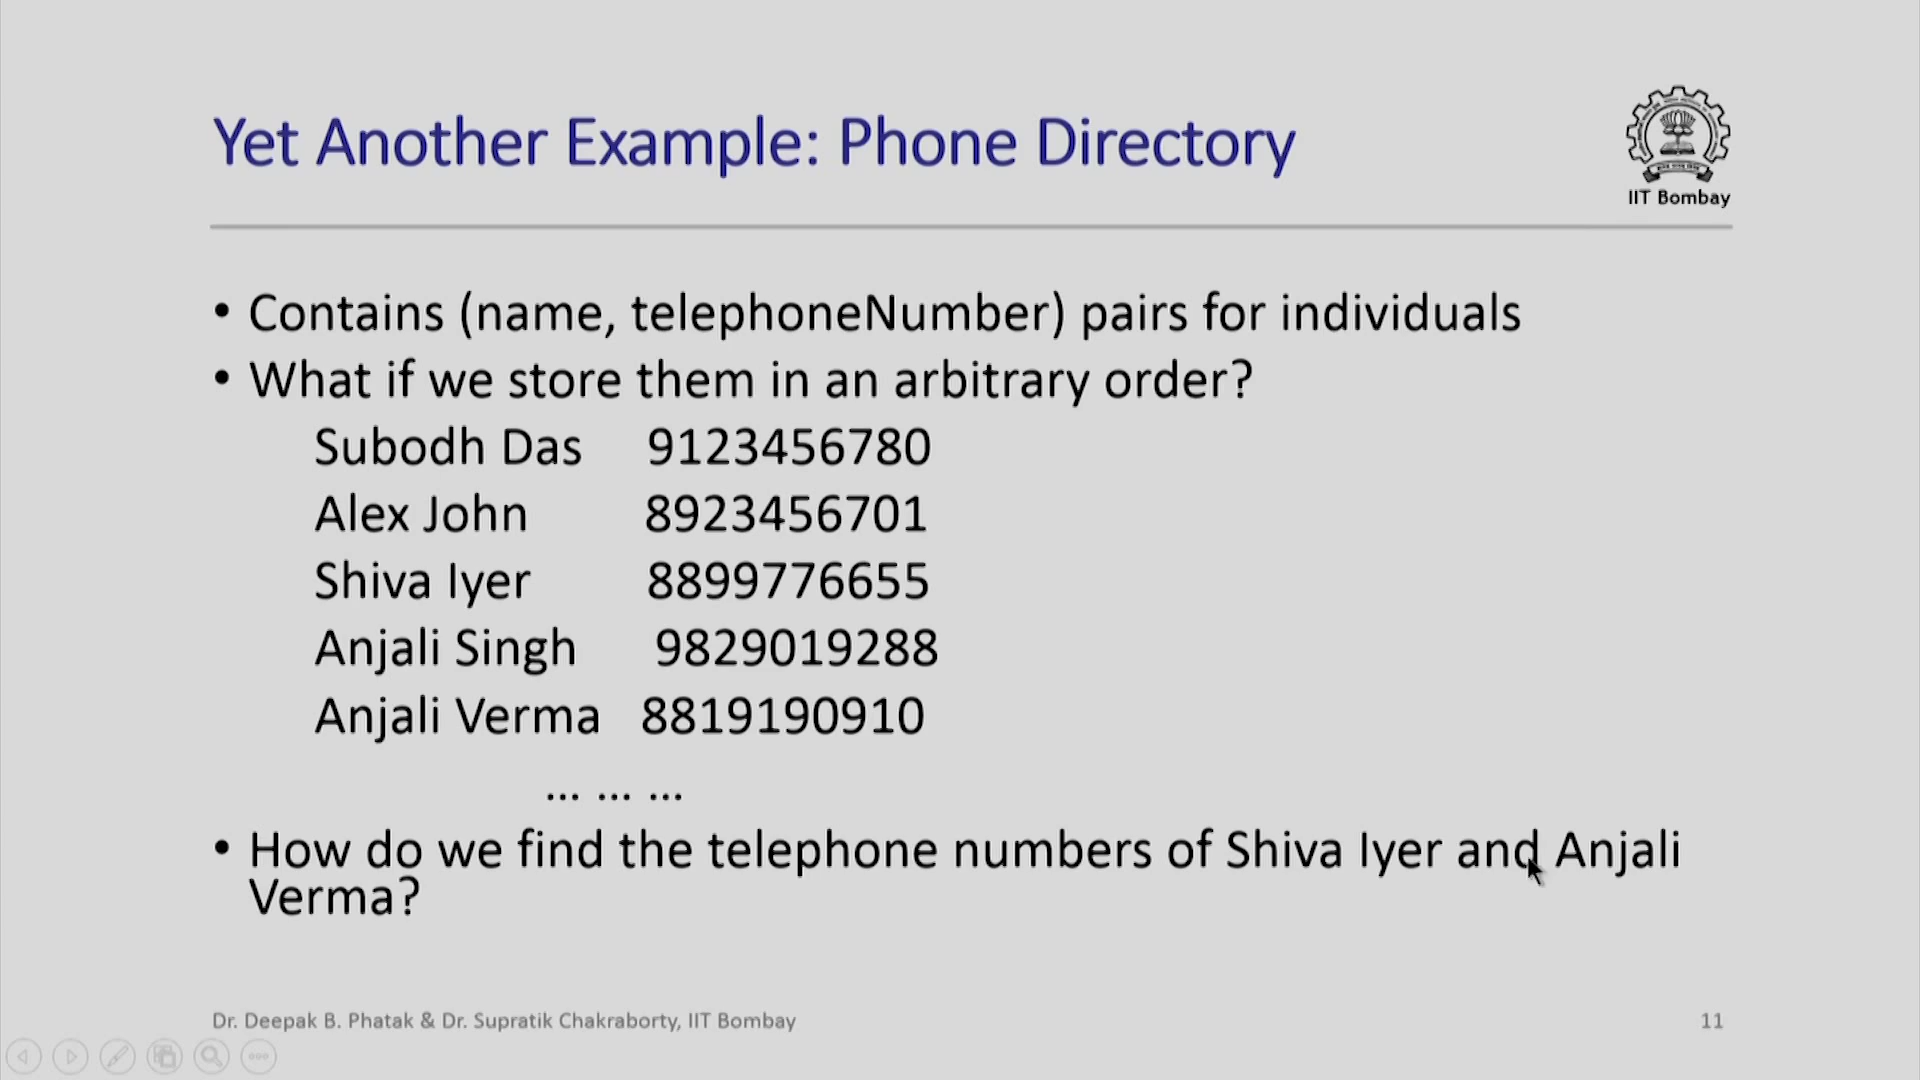 Yet Another Example: Phone Directory
IIT Bombay
• Contains (name, telephoneNumber) pairs for individuals
• What if we store them in an arbitrary order?
Subodh Das 9123456780
Alex John 8923456701
Shiva Iyer 8899776655
Anjali Singh 9829019288
Anjali Verma 8819190910
... ... ...
• How do we find the telephone numbers of Shiva Iyer and Anjali
Verma?
Dr. Deepak B. Phatak & Dr. Supratik Chakraborty, IIT Bombay
11